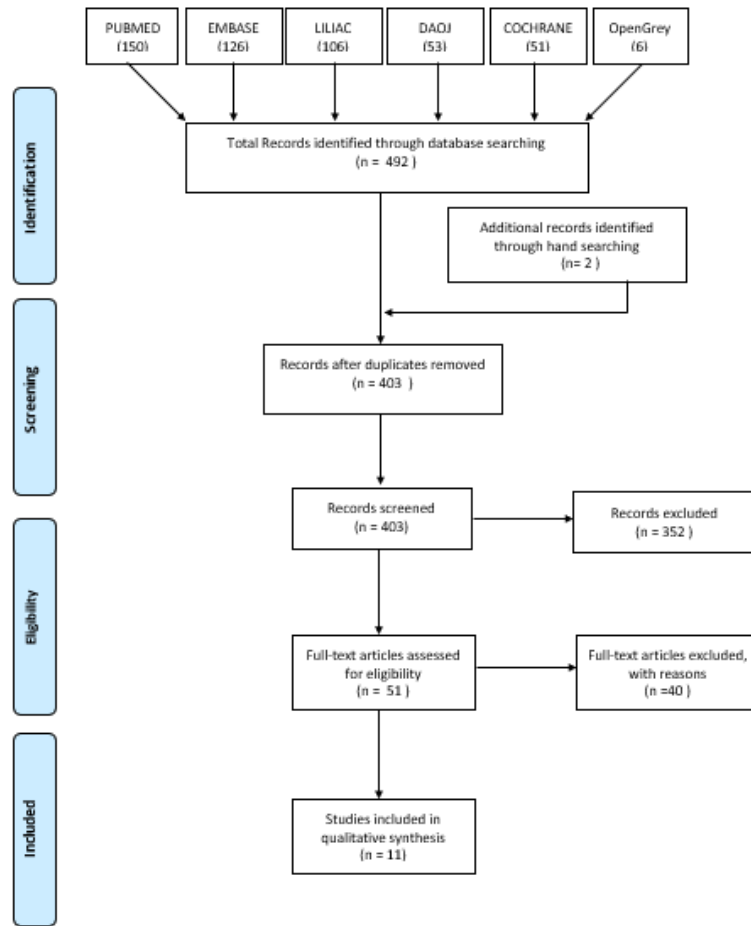 PUBMED
(150)
EMBASE
(126)
LILIAC
(106)
DAOJ
(53)
COCHRANE
(51)
OpenGrey
(6)
Identification
Total Records identified through database searching
(n = 492 )
Additional records identified
through hand searching
(n= 2 )
Screening
Records after duplicates removed
(n = 403 )
Records screened
(n = 403)
Records excluded
(n = 352 )
Eligibility
Full-text articles assessed
for eligibility
(n = 51 )
Full-text articles excluded,
with reasons
(n =40 )
Included
Studies included in
qualitative synthesis
(n = 11)